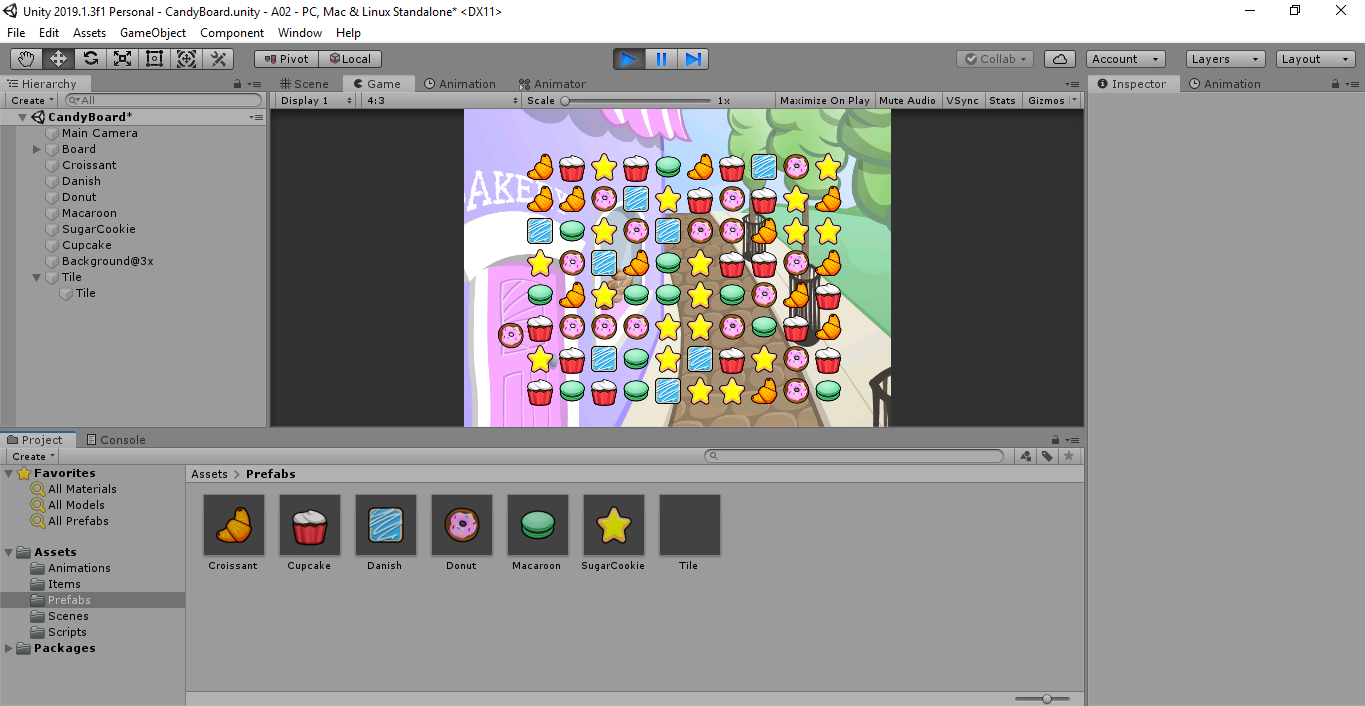 Unity 2019.1.3f1 Personal - CandyBoard.unity - A02 - PC, Mac & Linux Standalone* <DX11>
File Edit Assets GameObject Component Window Help
Pivot Local Collab Account Layers Layout
Hierarchy Scene Game Animation Animator Inspector Animation
Create All Display 1 4:3 Scale 1x Maximize On Play Mute Audio VSync Stats Gizmos
CandyBoard*
Main Camera
Board
Croissant
Danish
Donut
Macaroon
SugarCookie
Cupcake
Background@3x
Tile
Tile
AKE
Project Console
Create
Favorites Assets > Prefabs
All Materials
All Models
All Prefabs
Assets
Animations
Items
Prefabs
Scenes
Scripts
Packages
Croissant Cupcake Danish Donut Macaroon SugarCookie Tile